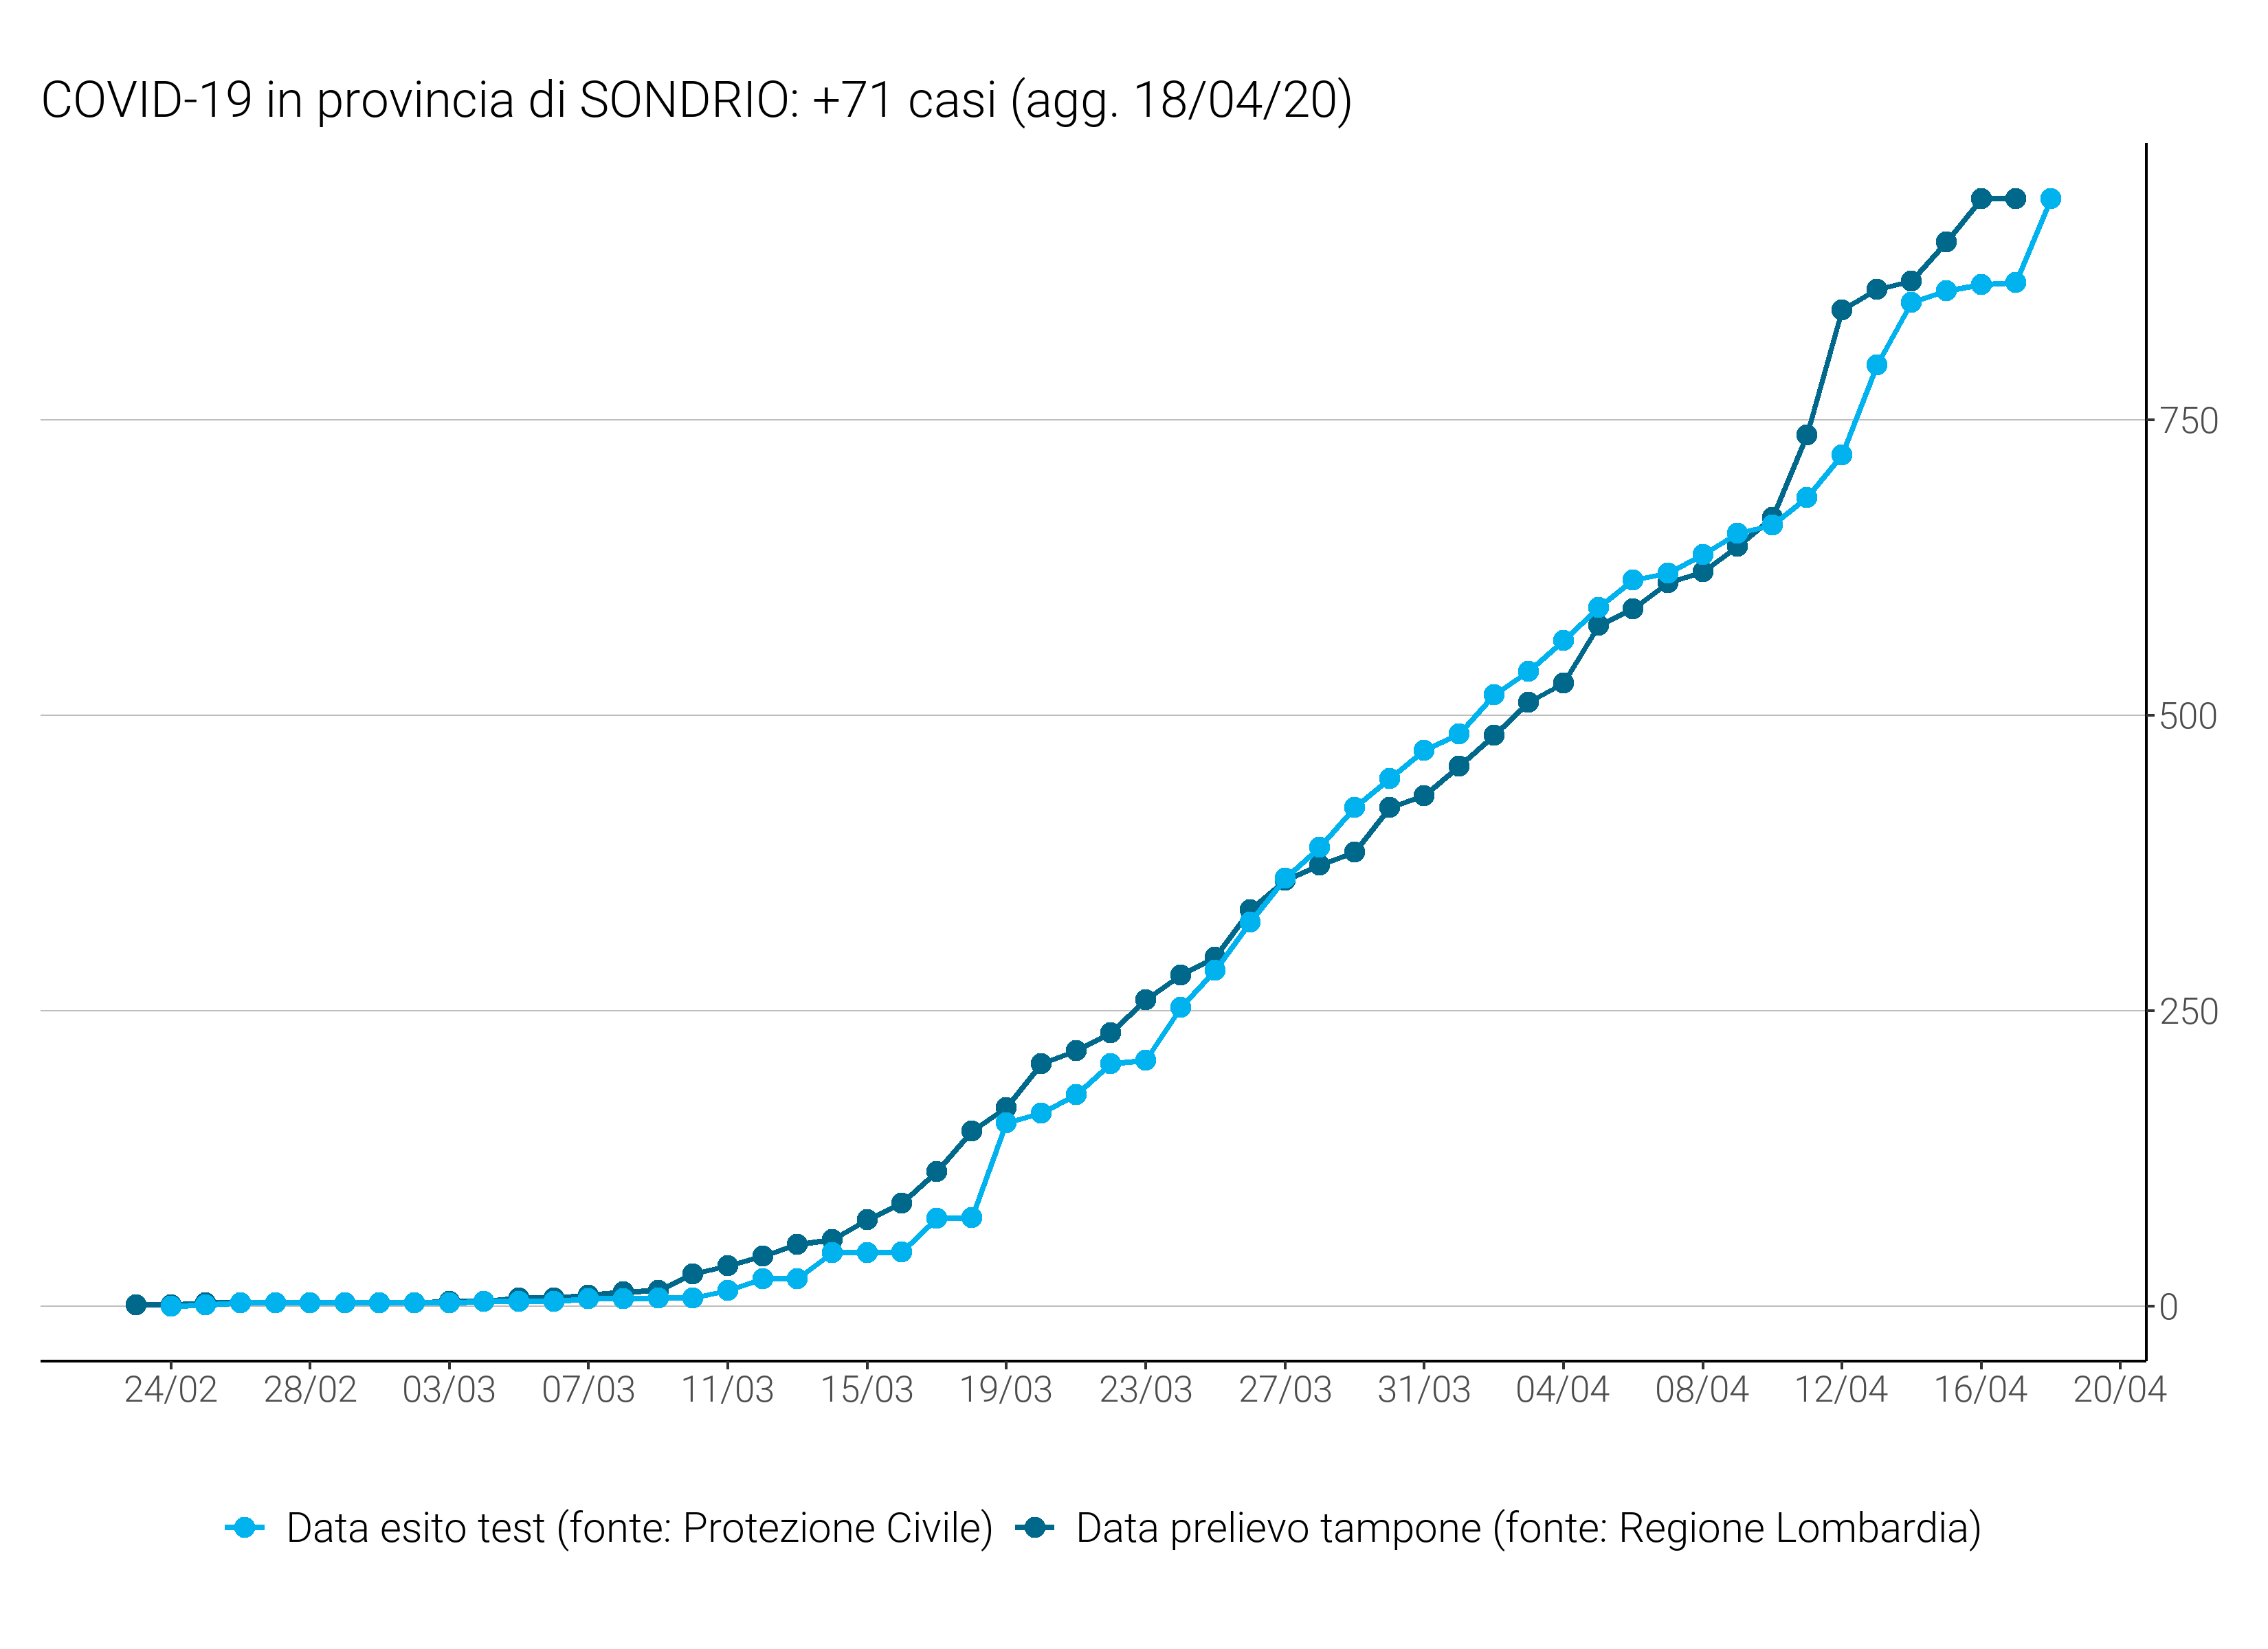 COVID-19 in provincia di SONDRIO: +71 casi (agg. 18/04/20)
750
500
250
0
24/02 28/02 03/03 07/03 11/03 15/03 19/03 23/03 27/03 31/03 04/04 08/04 12/04 16/04 20/04
Data esito test (fonte: Protezione Civile) Data prelievo tampone (fonte: Regione Lombardia)